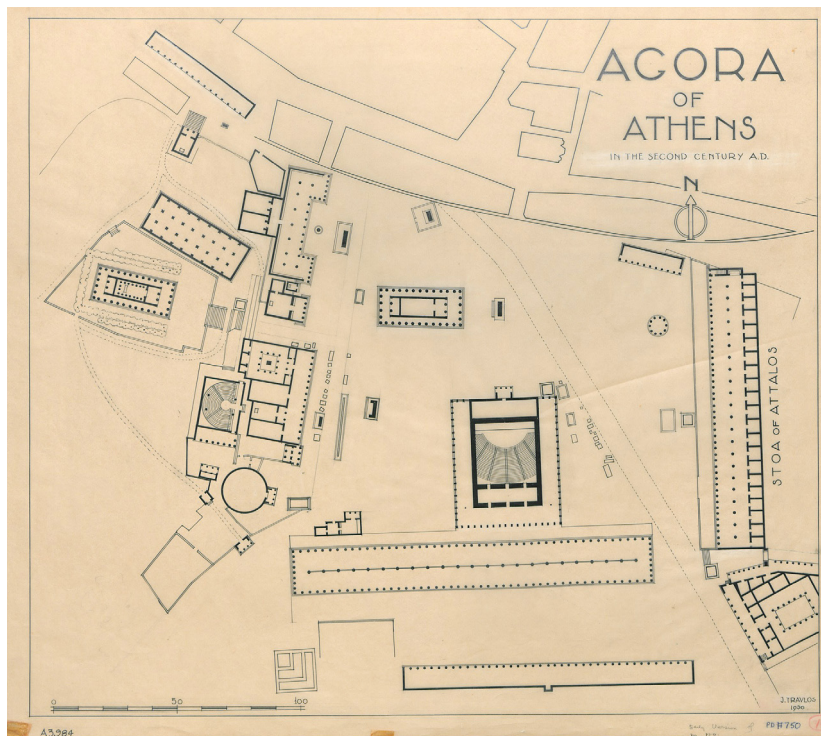 AGORA
OF
ATHENS
IN THE SECOND CENTURY A.D.
N
STOA OF ATTALOS
0 50 100
J. TRAVLOS
A3,984
PD#750